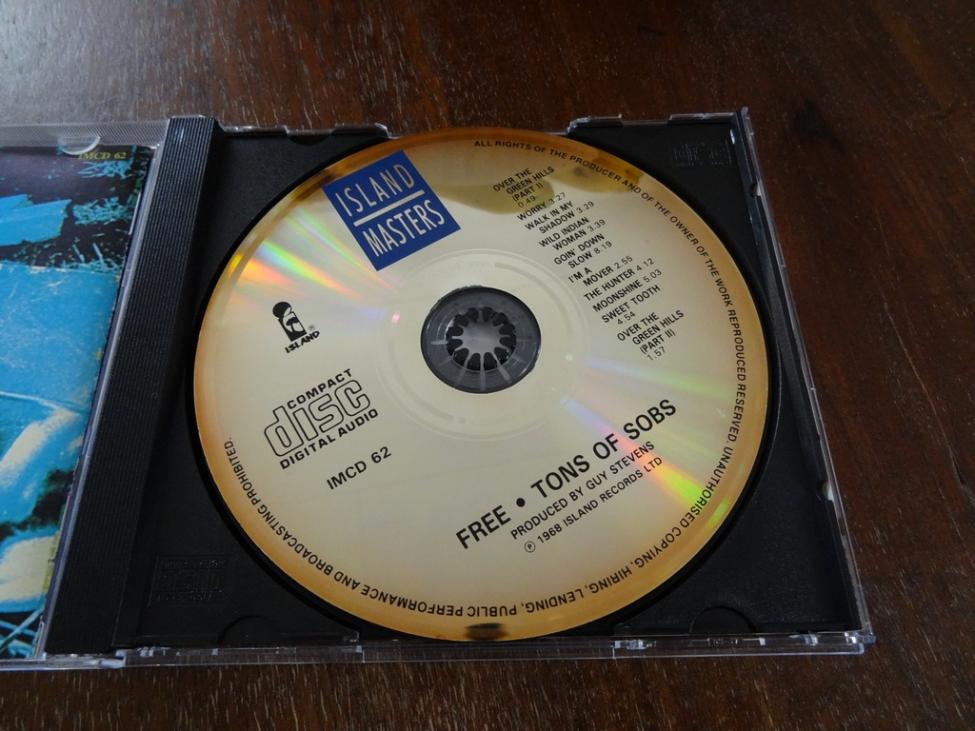 IMCD 62
ISLAND
MASTERS
ISLAND®
COMPACT
disc
DIGITAL AUDIO
IMCD 62
OVER THE
GREEN HILLS
(PART I)
0.49
WORRY 3.27
WALK IN MY
SHADOW 3.29
WILD INDIAN
WOMAN 3.39
GOIN' DOWN
SLOW 8.19
I'M A
MOVER 2.55
THE HUNTER 4.12
MOONSHINE 5.03
SWEET TOOTH
4.54
OVER THE
GREEN HILLS
(PART II)
1.57
FREE • TONS OF SOBS
PRODUCED BY GUY STEVENS
℗ 1968 ISLAND RECORDS LTD
ALL RIGHTS OF THE PRODUCER AND OF THE OWNER OF THE WORK REPRODUCED RESERVED. UNAUTHORISED COPYING, HIRING, LENDING, PUBLIC PERFORMANCE AND BROADCASTING PROHIBITED.